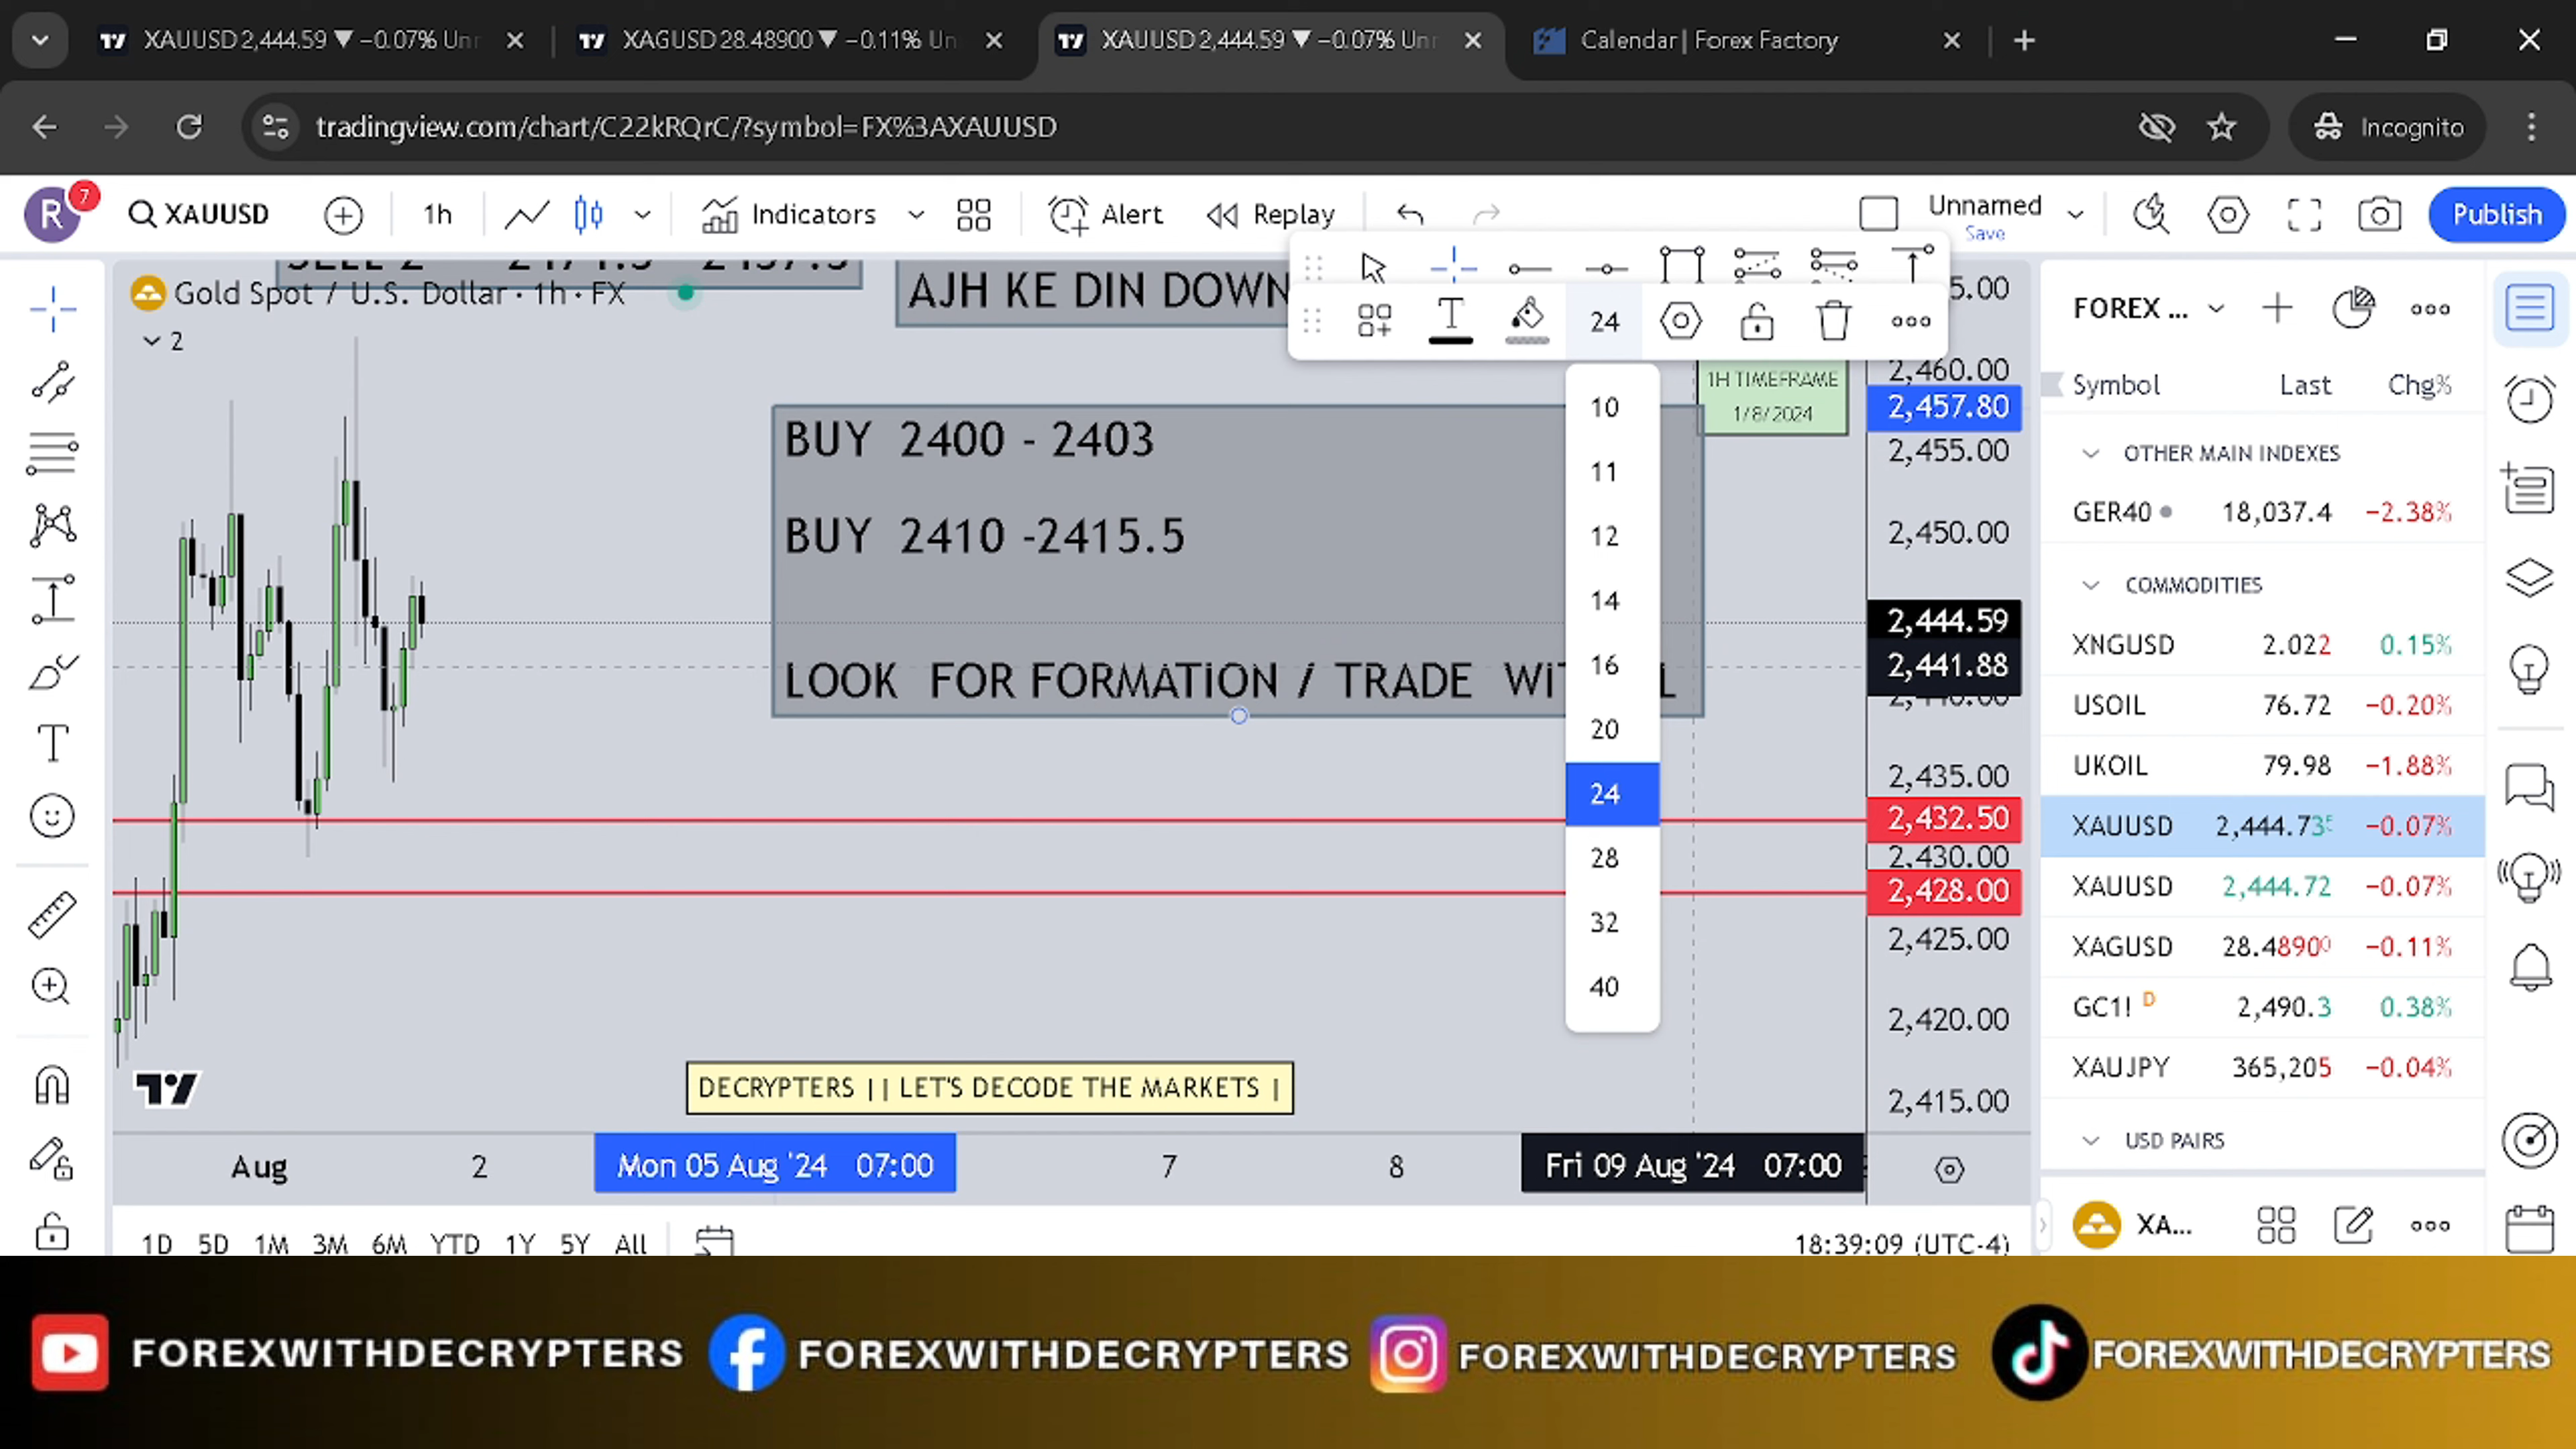 XAUUSD 2,444.59 ▼ −0.07% Un
XAGUSD 28.48900 ▼ −0.11% Un
XAUUSD 2,444.59 ▼ −0.07% Un
Calendar | Forex Factory
tradingview.com/chart/C22kRQrC/?symbol=FX%3AXAUUSD
Incognito
R
7
XAUUSD
1h
Indicators
Alert
Replay
Unnamed
Save
Publish
Gold Spot / U.S. Dollar · 1h · FX
2
AJH KE DIN DOWN
24
10
11
12
14
16
20
24
28
32
40
1H TIMEFRAME
1/8/2024
BUY 2400 - 2403
BUY 2410 -2415.5
LOOK FOR FORMATION / TRADE
2,460.00
2,457.80
2,455.00
2,450.00
2,444.59
2,441.88
2,435.00
2,432.50
2,430.00
2,428.00
2,425.00
2,420.00
2,415.00
DECRYPTERS || LET'S DECODE THE MARKETS |
Aug
2
Mon 05 Aug '24 07:00
7
8
Fri 09 Aug '24 07:00
1D 5D 1M 3M 6M YTD 1Y 5Y All
18:39:09 (UTC-4)
FOREX ...
Symbol Last Chg%
OTHER MAIN INDEXES
GER40 18,037.4 −2.38%
COMMODITIES
XNGUSD 2.022 0.15%
USOIL 76.72 −0.20%
UKOIL 79.98 −1.88%
XAUUSD 2,444.735 −0.07%
XAUUSD 2,444.72 −0.07%
XAGUSD 28.48900 −0.11%
GC1! D 2,490.3 0.38%
XAUJPY 365,205 −0.04%
USD PAIRS
XA...
FOREXWITHDECRYPTERS
FOREXWITHDECRYPTERS
FOREXWITHDECRYPTERS
FOREXWITHDECRYPTERS